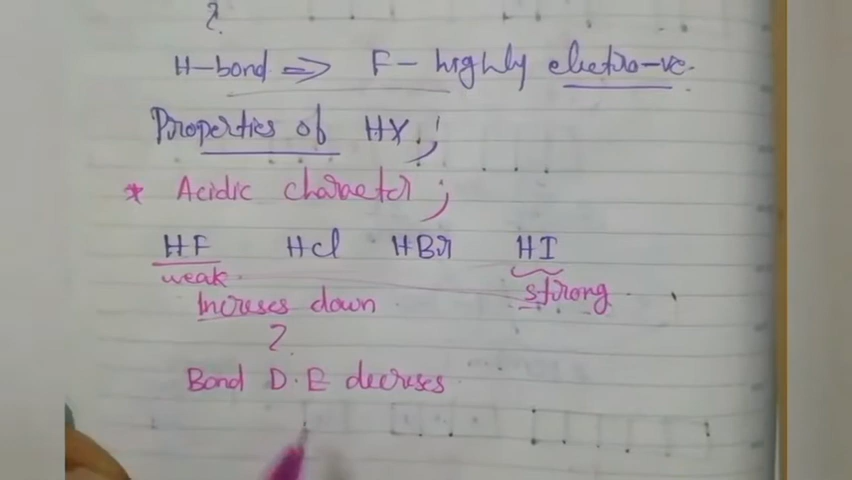 ?
H-bond ⇒ F - highly electro-ve.
Properties of HX ;
* Acidic character ;
HF HCl HBr HI
weak. strong
Increses down
?
Bond D.E decreses